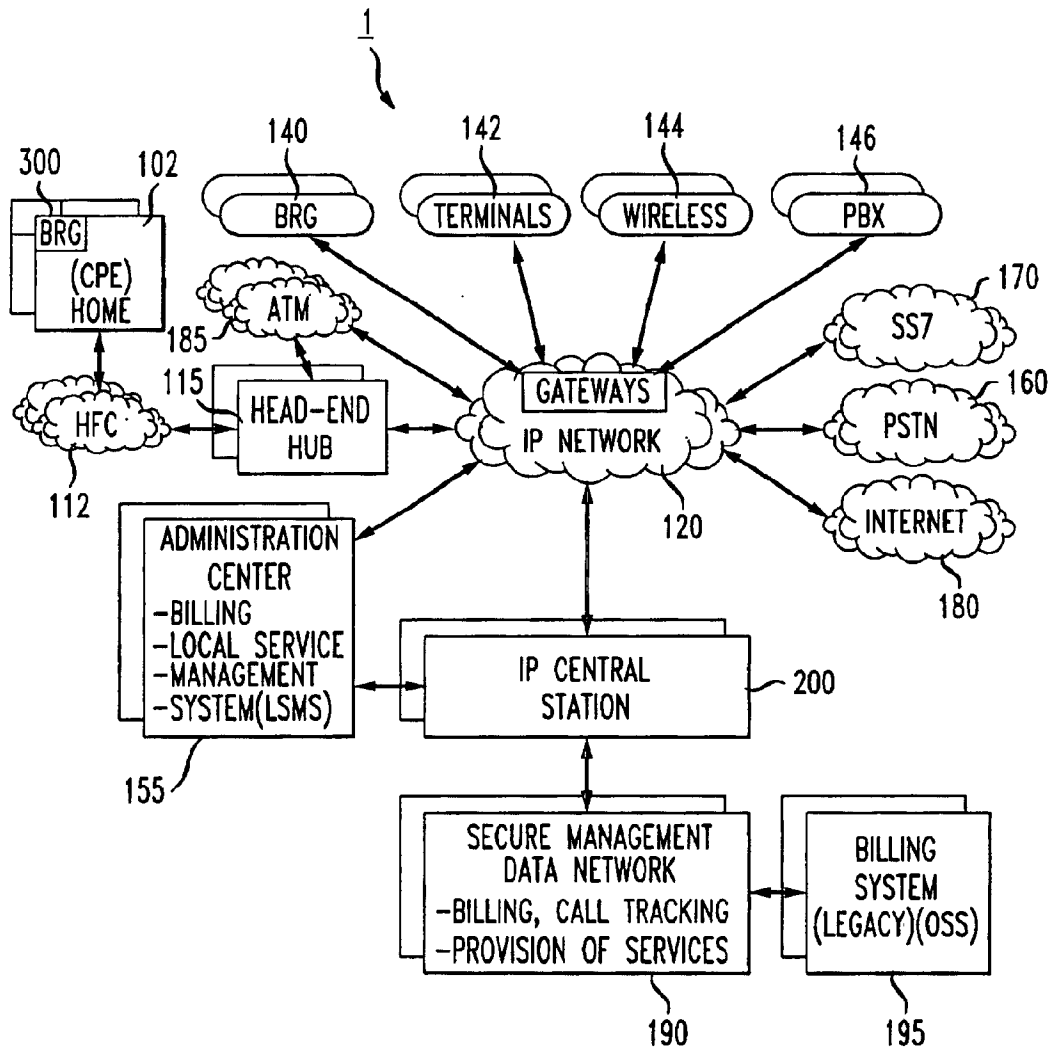 1
140
142
144
146
300
102
BRG
TERMINALS
WIRELESS
PBX
BRG
(CPE)
HOME
ATM
185
170
SS7
115
HEAD-END
HUB
GATEWAYS
IP NETWORK
160
PSTN
HFC
112
120
INTERNET
180
ADMINISTRATION
CENTER
-BILLING
-LOCAL SERVICE
-MANAGEMENT
-SYSTEM(LSMS)
155
IP CENTRAL
STATION
200
SECURE MANAGEMENT
DATA NETWORK
-BILLING, CALL TRACKING
-PROVISION OF SERVICES
190
BILLING
SYSTEM
(LEGACY)(OSS)
195